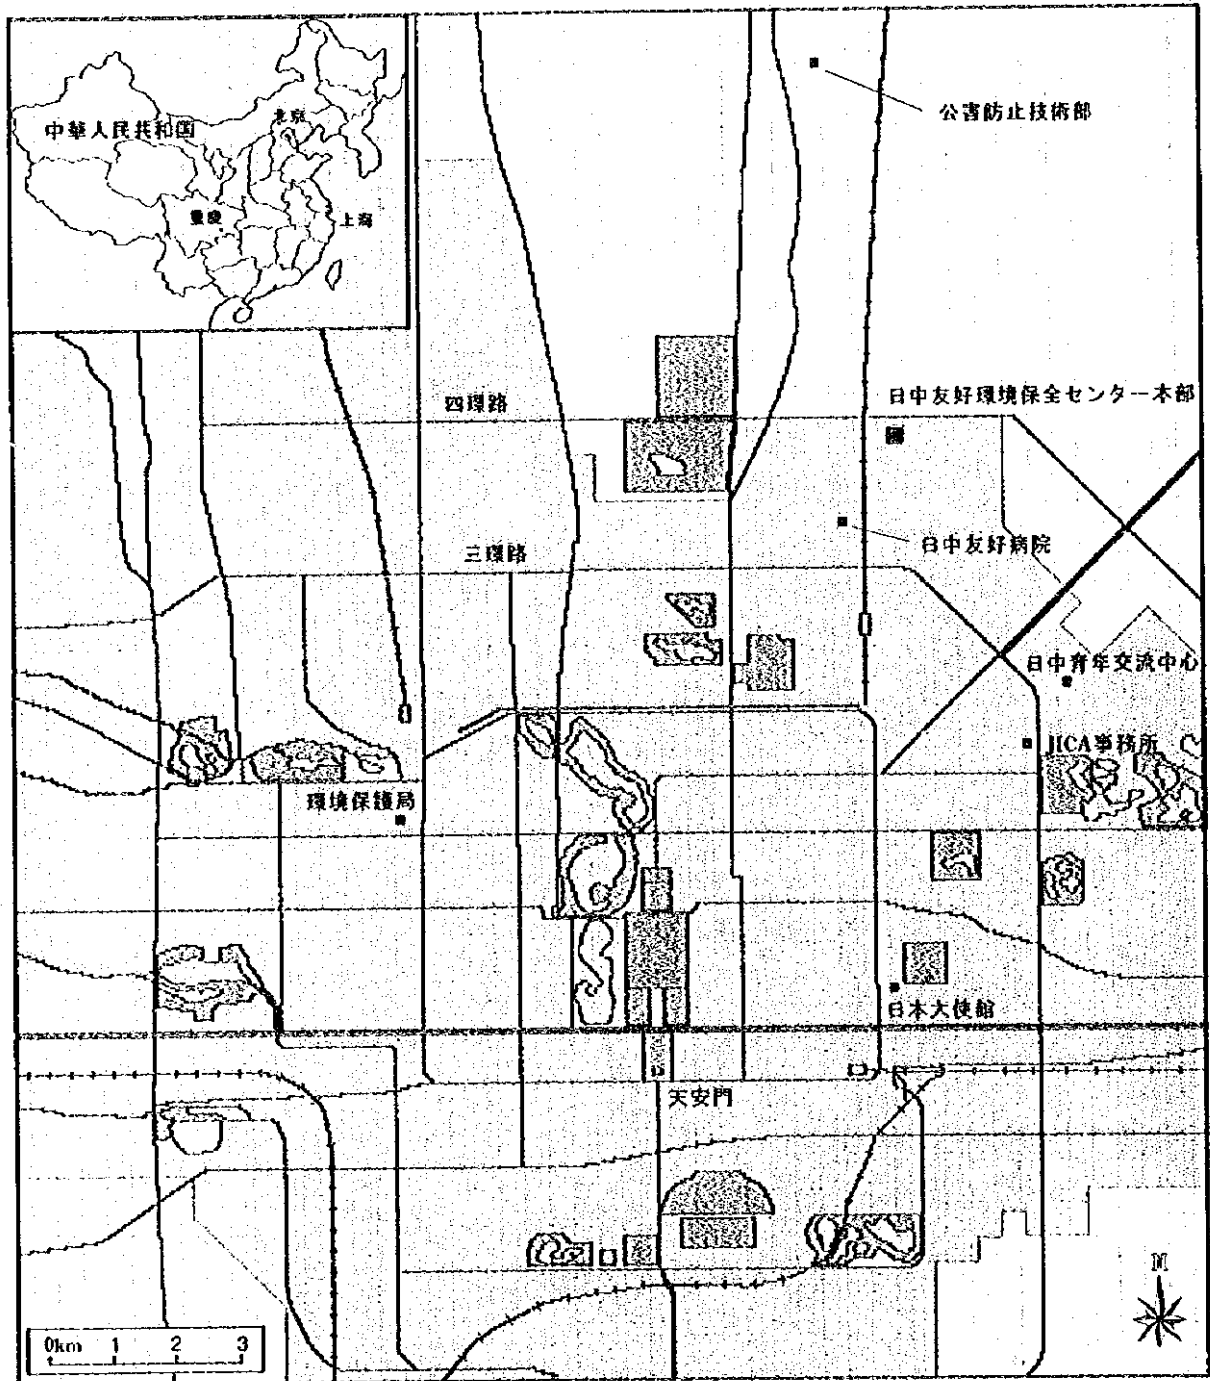 中華人民共和国
北京
重慶
上海
公害防止技術部
四環路
日中友好環境保全センター本部
三環路
日中友好病院
日中青年交流中心
JICA事務所
環境保護局
日本大使館
天安門
N
0km 1 2 3